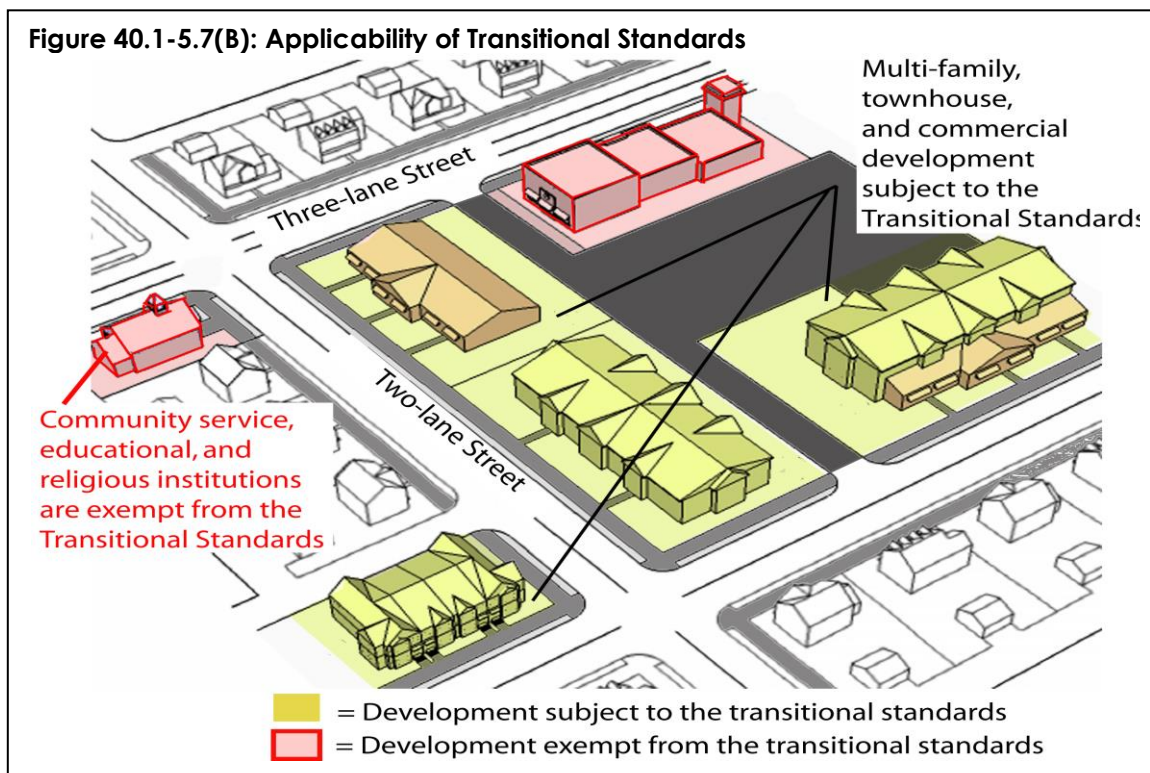 Figure 40.1-5.7(B): Applicability of Transitional Standards
Multi-family,
townhouse,
and commercial
development
subject to the
Transitional Standards
Three-lane Street
Two-lane Street
Community service,
educational, and
religious institutions
are exempt from the
Transitional Standards
= Development subject to the transitional standards
= Development exempt from the transitional standards